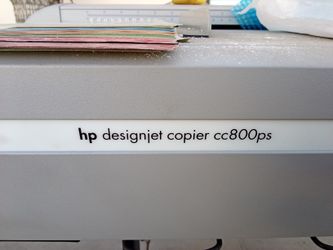 hp designjet copier cc800ps